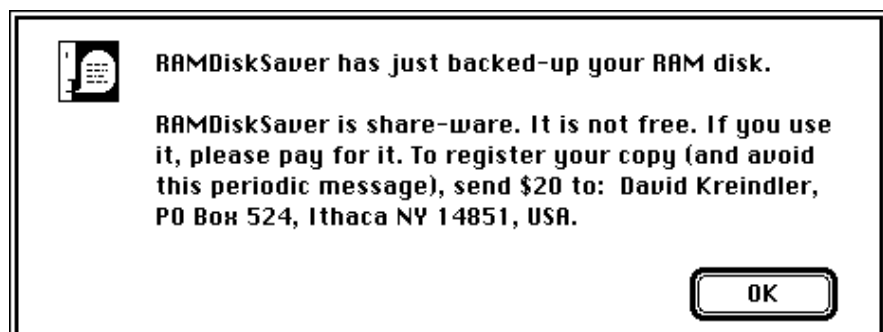 RAMDiskSaver has just backed-up your RAM disk.
RAMDiskSaver is share-ware. It is not free. If you use
it, please pay for it. To register your copy (and avoid
this periodic message), send $20 to:  David Kreindler,
PO Box 524, Ithaca NY 14851, USA.
OK